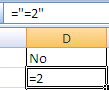 ="=2"
D
No
=2